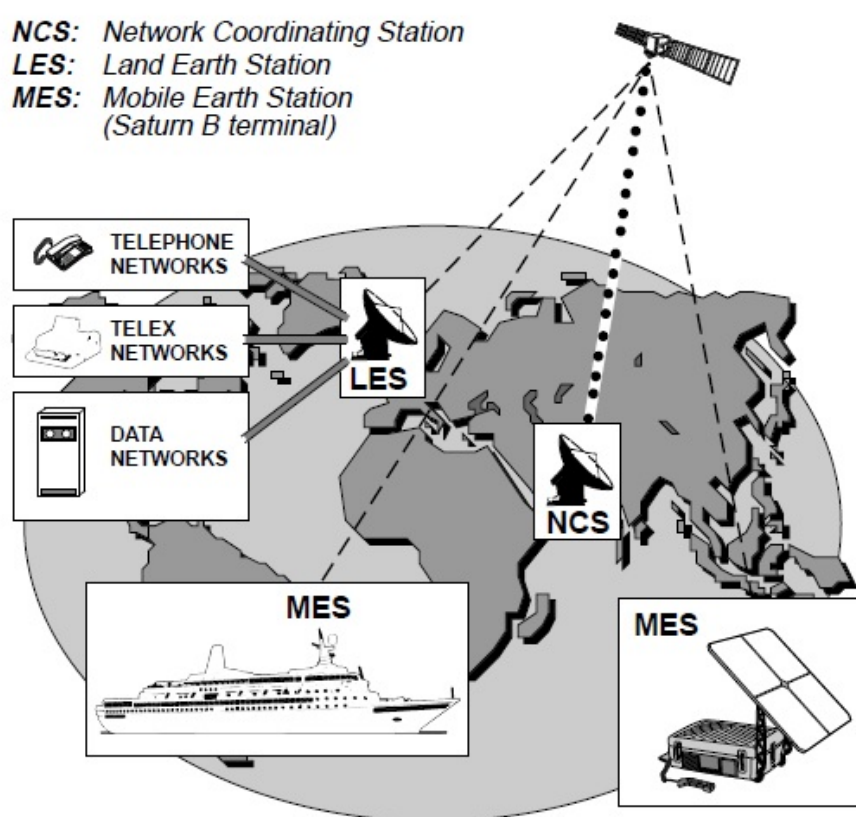 NCS: Network Coordinating Station
LES: Land Earth Station
MES: Mobile Earth Station
(Saturn B terminal)
TELEPHONE
NETWORKS
TELEX
NETWORKS
DATA
NETWORKS
LES
NCS
MES
MES